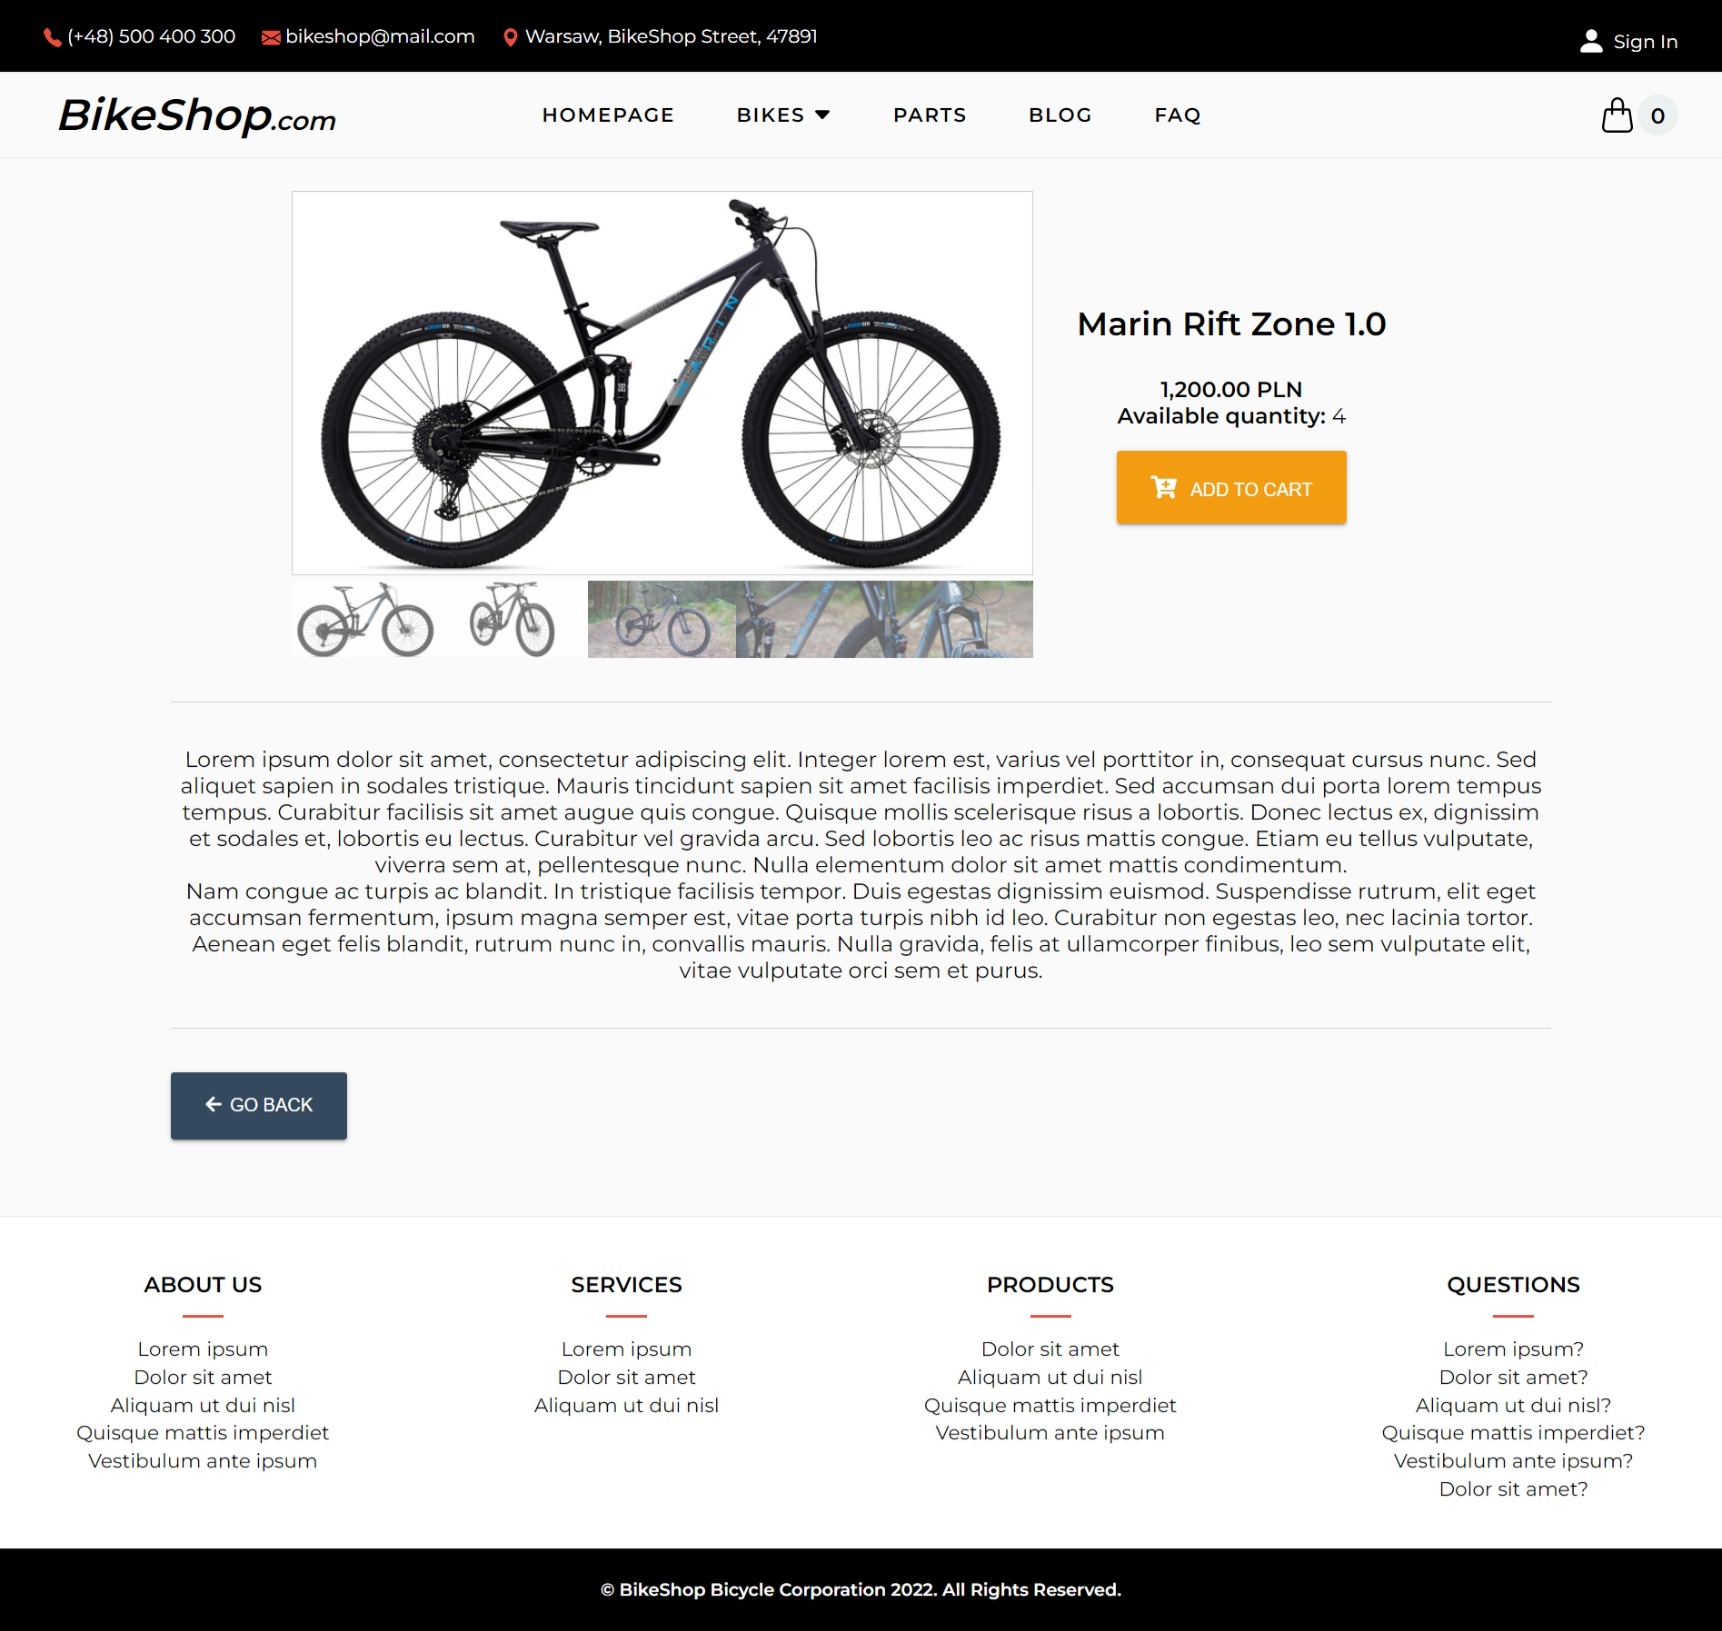 (+48) 500 400 300
bikeshop@mail.com
Warsaw, BikeShop Street, 47891
Sign In
BikeShop.com
HOMEPAGE
BIKES
PARTS
BLOG
FAQ
0
MARIN
Marin Rift Zone 1.0
1,200.00 PLN
Available quantity: 4
ADD TO CART
Lorem ipsum dolor sit amet, consectetur adipiscing elit. Integer lorem est, varius vel porttitor in, consequat cursus nunc. Sed
aliquet sapien in sodales tristique. Mauris tincidunt sapien sit amet facilisis imperdiet. Sed accumsan dui porta lorem tempus
tempus. Curabitur facilisis sit amet augue quis congue. Quisque mollis scelerisque risus a lobortis. Donec lectus ex, dignissim
et sodales et, lobortis eu lectus. Curabitur vel gravida arcu. Sed lobortis leo ac risus mattis congue. Etiam eu tellus vulputate,
viverra sem at, pellentesque nunc. Nulla elementum dolor sit amet mattis condimentum.
Nam congue ac turpis ac blandit. In tristique facilisis tempor. Duis egestas dignissim euismod. Suspendisse rutrum, elit eget
accumsan fermentum, ipsum magna semper est, vitae porta turpis nibh id leo. Curabitur non egestas leo, nec lacinia tortor.
Aenean eget felis blandit, rutrum nunc in, convallis mauris. Nulla gravida, felis at ullamcorper finibus, leo sem vulputate elit,
vitae vulputate orci sem et purus.
GO BACK
ABOUT US
Lorem ipsum
Dolor sit amet
Aliquam ut dui nisl
Quisque mattis imperdiet
Vestibulum ante ipsum
SERVICES
Lorem ipsum
Dolor sit amet
Aliquam ut dui nisl
PRODUCTS
Dolor sit amet
Aliquam ut dui nisl
Quisque mattis imperdiet
Vestibulum ante ipsum
QUESTIONS
Lorem ipsum?
Dolor sit amet?
Aliquam ut dui nisl?
Quisque mattis imperdiet?
Vestibulum ante ipsum?
Dolor sit amet?
© BikeShop Bicycle Corporation 2022. All Rights Reserved.